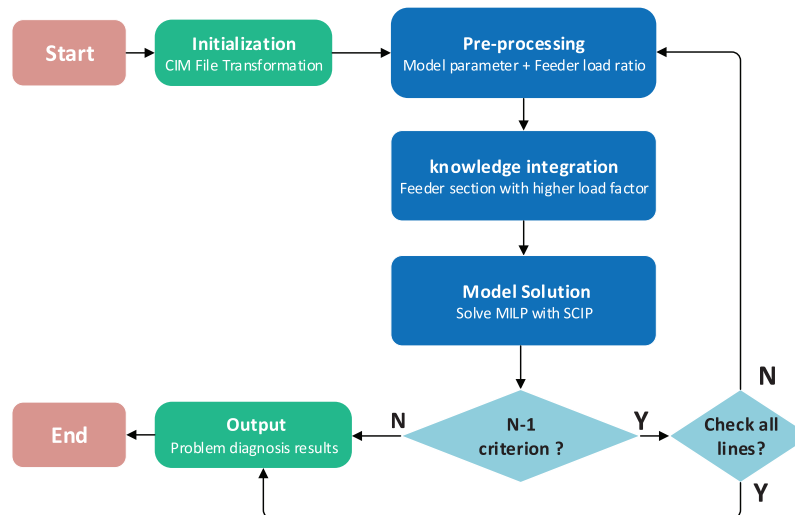 Start
Initialization
CIM File Transformation
Pre-processing
Model parameter + Feeder load ratio
knowledge integration
Feeder section with higher load factor
Model Solution
Solve MILP with SCIP
N
End
Output
Problem diagnosis results
N
N-1
criterion ?
Y
Check all
lines?
Y